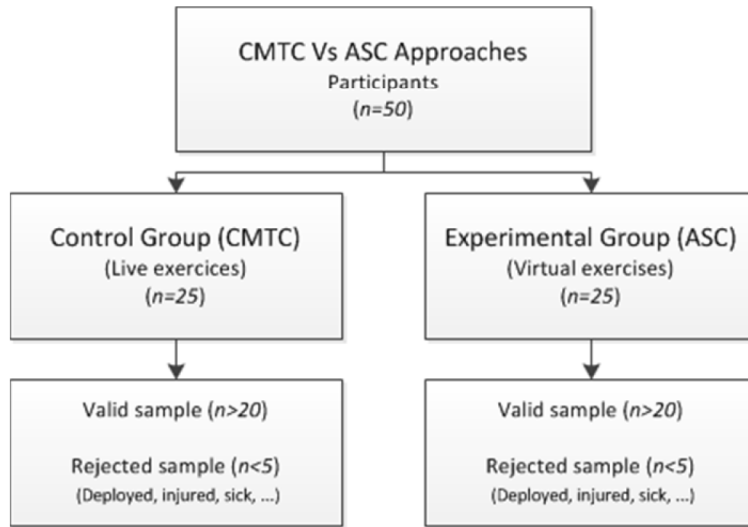 CMTC Vs ASC Approaches
Participants
(n=50)
Control Group (CMTC)
(Live exercices)
(n=25)
Experimental Group (ASC)
(Virtual exercises)
(n=25)
Valid sample (n>20)
Rejected sample (n<5)
(Deployed, injured, sick, ...)
Valid sample (n>20)
Rejected sample (n<5)
(Deployed, injured, sick, ...)